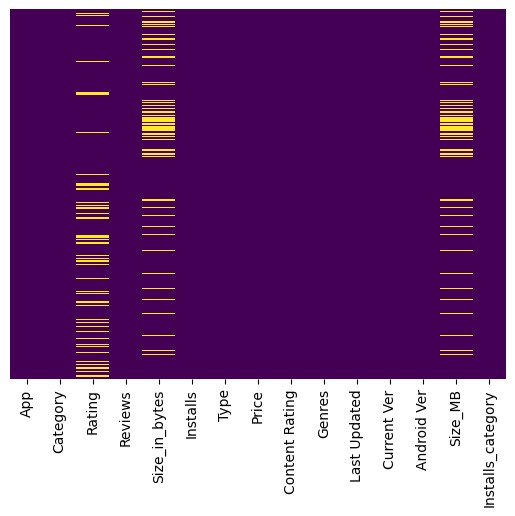 App
Category
Rating
Reviews
Size_in_bytes
Installs
Type
Price
Content Rating
Genres
Last Updated
Current Ver
Android Ver
Size_MB
Installs_category